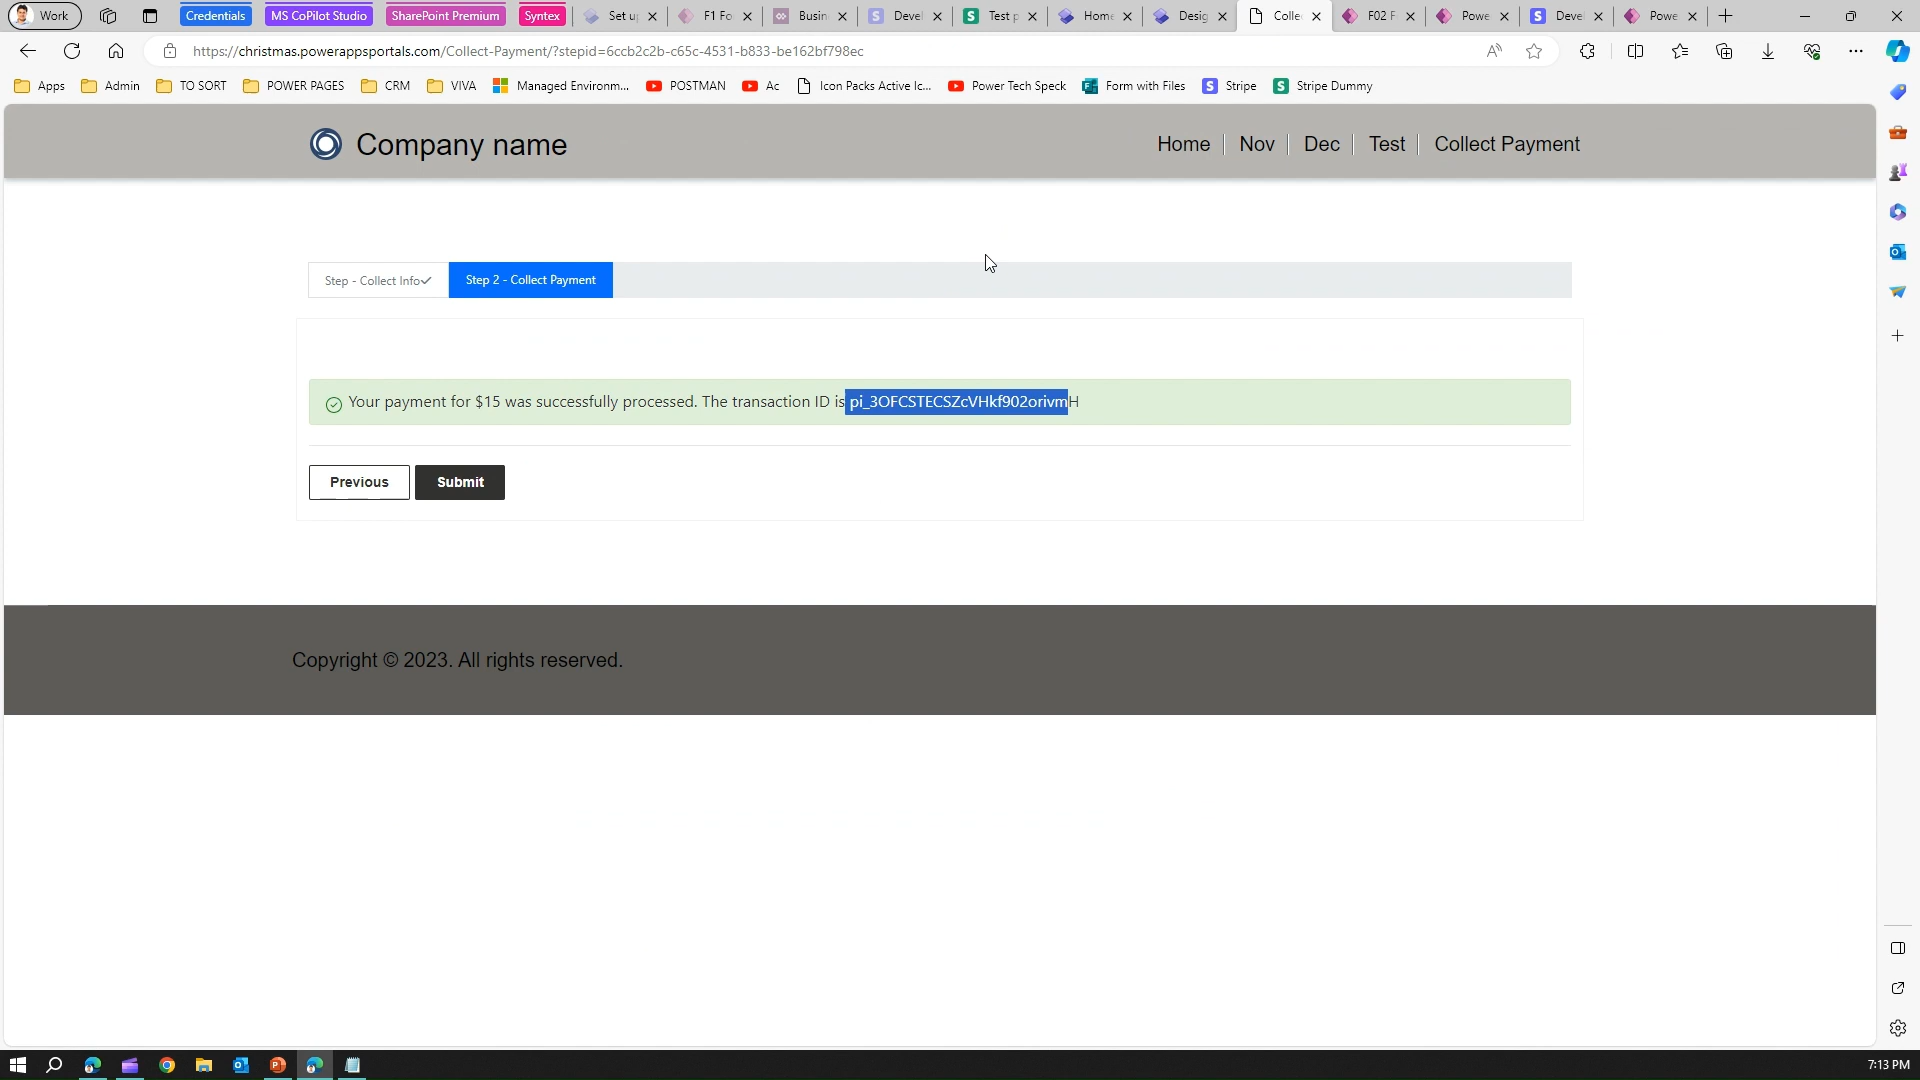 Work Credentials MS CoPilot Studio SharePoint Premium Syntex Set up F1 Fo Busin Devel Test p Home Desig Collec F02 F Powe Devel Powe
https://christmas.powerappsportals.com/Collect-Payment/?stepid=6ccb2c2b-c65c-4531-b833-be162bf798ec
Apps Admin TO SORT POWER PAGES CRM VIVA Managed Environm... POSTMAN Ac Icon Packs Active Ic... Power Tech Speck Form with Files Stripe Stripe Dummy
Company name Home Nov Dec Test Collect Payment
Step - Collect Info Step 2 - Collect Payment
Your payment for $15 was successfully processed. The transaction ID is pi_3OFCSTECSZcVHkf902orivmH
Previous Submit
Copyright © 2023. All rights reserved.
7:13 PM